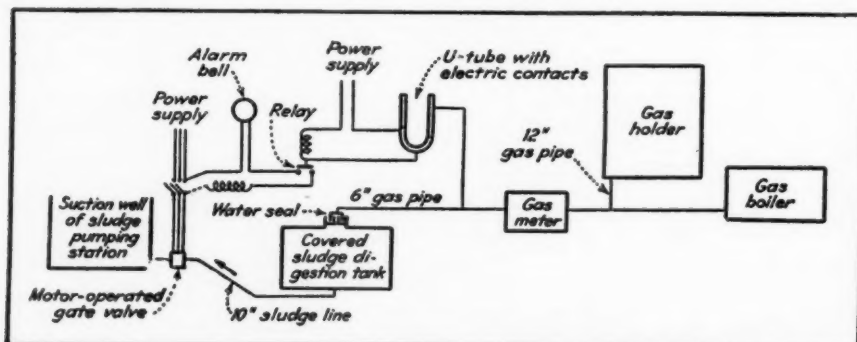 Alarm
bell
Power
supply
U-tube with
electric contacts
Power
supply
Relay
Gas
holder
12"
gas pipe
Suction well
of sludge
pumping
station
Water seal
6" gas pipe
Gas
meter
Gas
boiler
Covered
sludge di-
gestion tank
Motor-operated
gate valve
10" sludge line